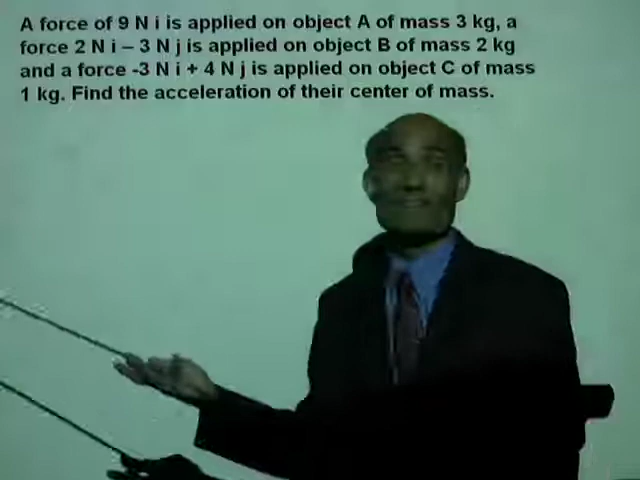 A force of 9 N i is applied on object A of mass 3 kg, a
force 2 N i – 3 N j is applied on object B of mass 2 kg
and a force -3 N i + 4 N j is applied on object C of mass
1 kg. Find the acceleration of their center of mass.